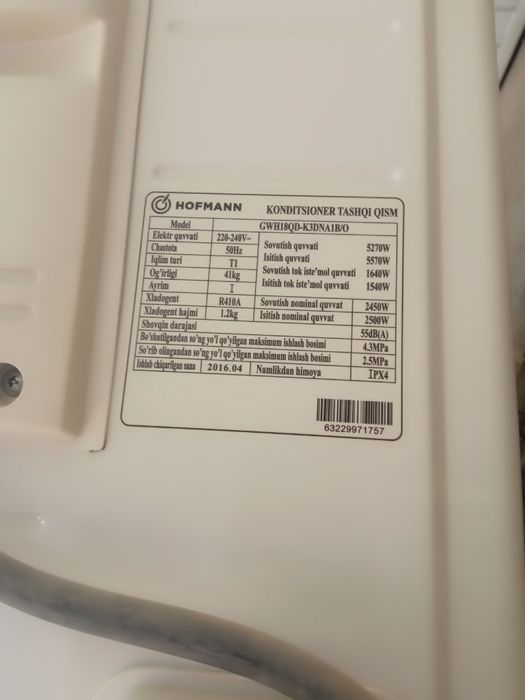 HOFMANN KONDITSIONER TASHQI QISM
Model GWH18QD-K3DNA1B/O
Elektr quvvati 220-240V~
Chastota 50Hz
Iqlim turi T1
Og'irligi 41kg
Ayrim I
Sovutish quvvati 5270W
Isitish quvvati 5570W
Sovutish tok iste'mol quvvati 1640W
Isitish tok iste'mol quvvati 1540W
Xladogent R410A Sovutish nominal quvvat 2450W
Xladogent hajmi 1.2kg Isitish nominal quvvat 2500W
Shovqin darajasi 55dB(A)
Bo'shatilgandan so'ng yo'l qo'yilgan maksimum ishlash bosimi 4.3MPa
So'rib olingandan so'ng yo'l qo'yilgan maksimum ishlash bosimi 2.5MPa
Ishlab chiqarilgan sana 2016.04 Namlikdan himoya IPX4
63229971757